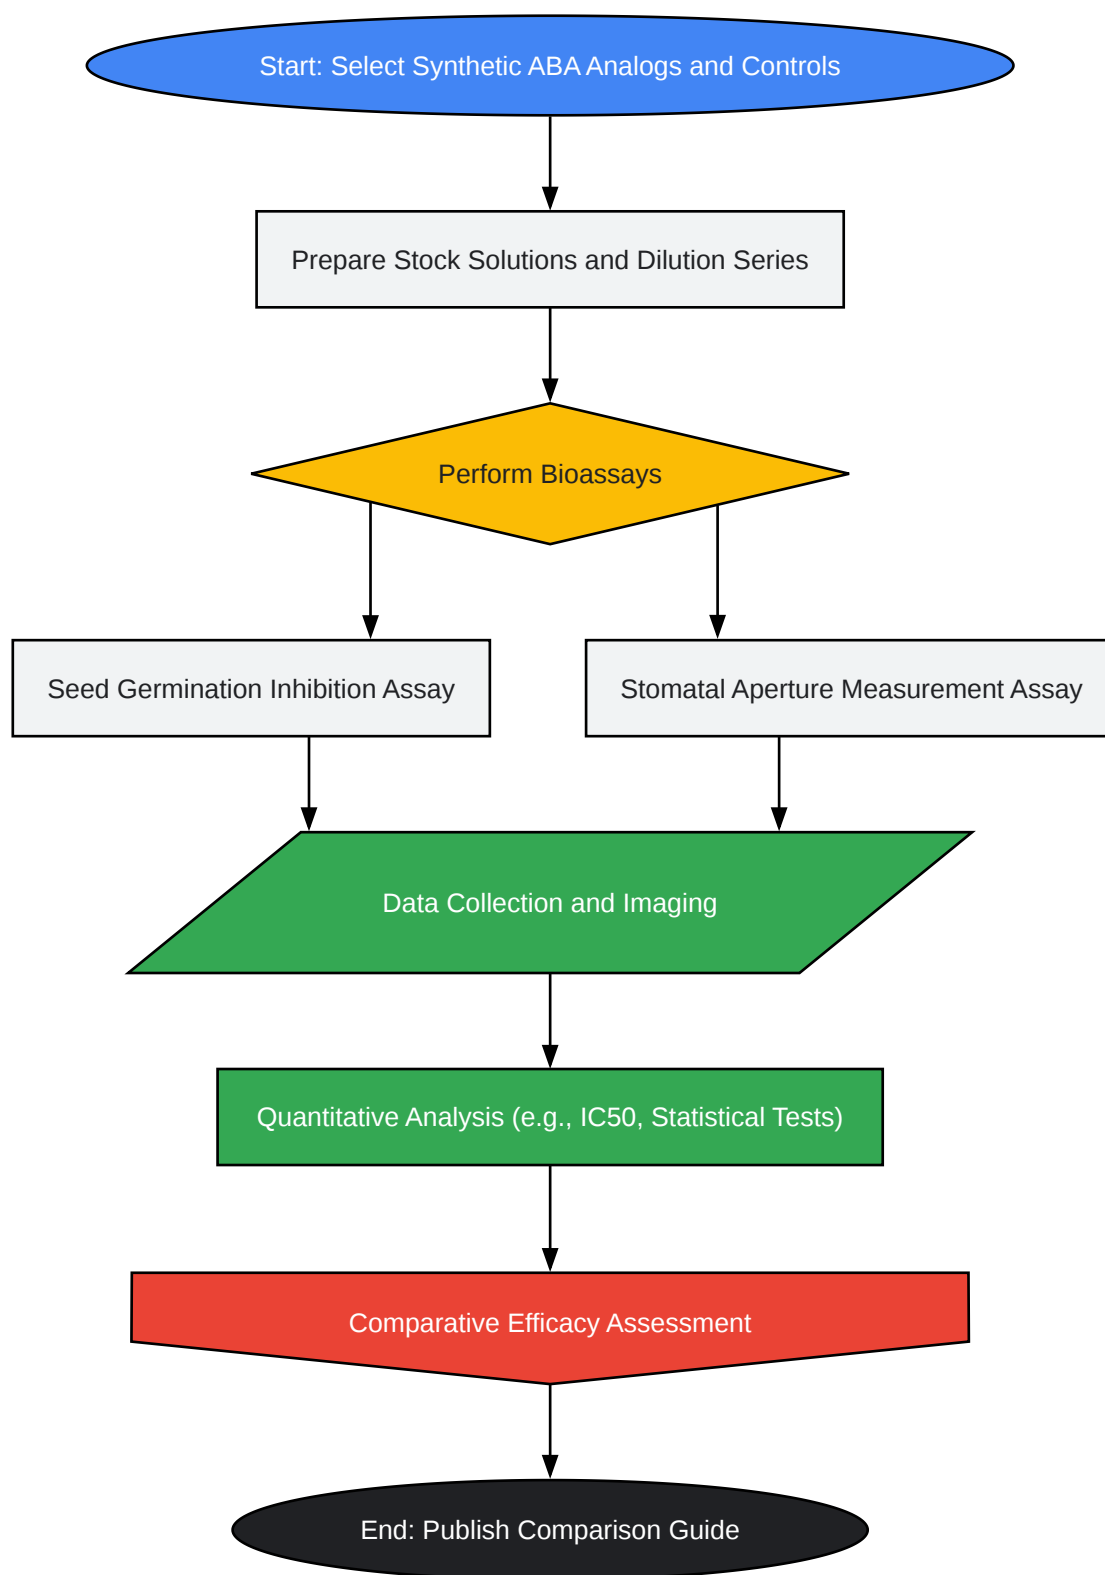 Start: Select Synthetic ABA Analogs and Controls
Prepare Stock Solutions and Dilution Series
Perform Bioassays
Seed Germination Inhibition Assay
Stomatal Aperture Measurement Assay
Data Collection and Imaging
Quantitative Analysis (e.g., IC50, Statistical Tests)
Comparative Efficacy Assessment
End: Publish Comparison Guide